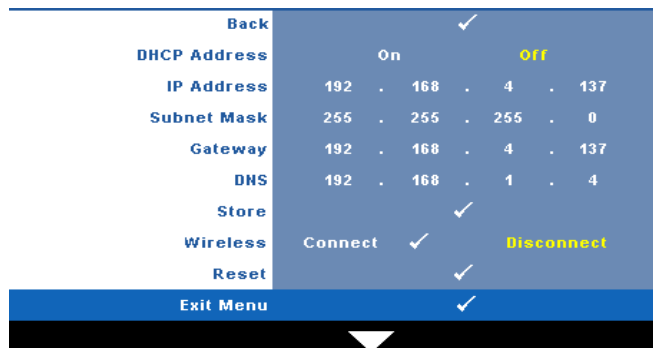 Back ✓
DHCP Address On Off
IP Address 192 . 168 . 4 . 137
Subnet Mask 255 . 255 . 255 . 0
Gateway 192 . 168 . 4 . 137
DNS 192 . 168 . 1 . 4
Store ✓
Wireless Connect ✓ Disconnect
Reset ✓
Exit Menu ✓